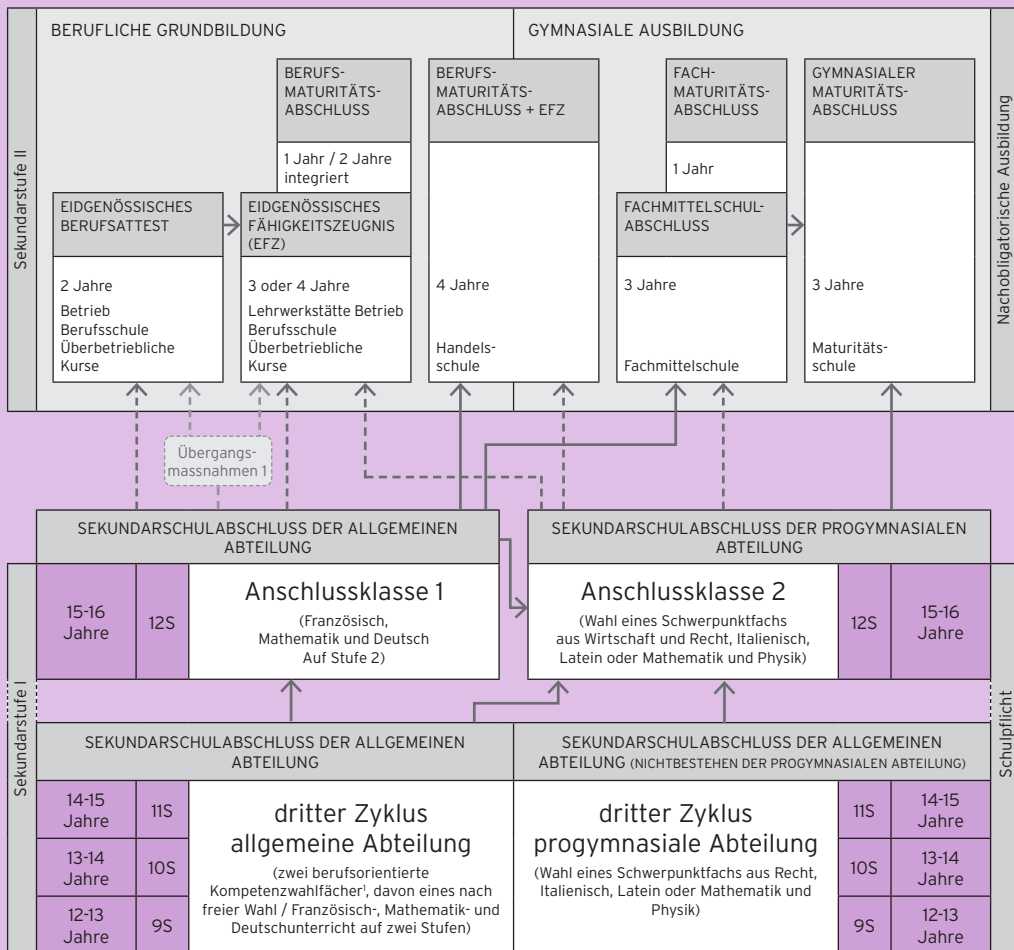 BERUFLICHE GRUNDBILDUNG
GYMNASIALE AUSBILDUNG
Sekundarstufe II
Nachobligatorische Ausbildung
BERUFS-
MATURITÄTS-
ABSCHLUSS
1 Jahr / 2 Jahre
integriert
BERUFS-
MATURITÄTS-
ABSCHLUSS + EFZ
4 Jahre
Handels-
schule
FACH-
MATURITÄTS-
ABSCHLUSS
1 Jahr
GYMNASIALER
MATURITÄTS-
ABSCHLUSS
3 Jahre
Maturitäts-
schule
EIDGENÖSSISCHES
BERUFSATTEST
2 Jahre
Betrieb
Berufsschule
Überbetriebliche
Kurse
EIDGENÖSSISCHES
FÄHIGKEITSZEUGNIS
(EFZ)
3 oder 4 Jahre
Lehrwerkstätte Betrieb
Berufsschule
Überbetriebliche
Kurse
FACHMITTELSCHUL-
ABSCHLUSS
3 Jahre
Fachmittelschule
Übergangs-
massnahmen 1
SEKUNDARSCHULABSCHLUSS DER ALLGEMEINEN
ABTEILUNG
SEKUNDARSCHULABSCHLUSS DER PROGYMNASIALEN
ABTEILUNG
Sekundarstufe I
Schulpflicht
15-16
Jahre
12S
Anschlussklasse 1
(Französisch,
Mathematik und Deutsch
Auf Stufe 2)
Anschlussklasse 2
(Wahl eines Schwerpunktfachs
aus Wirtschaft und Recht, Italienisch,
Latein oder Mathematik und Physik)
12S
15-16
Jahre
SEKUNDARSCHULABSCHLUSS DER ALLGEMEINEN
ABTEILUNG
SEKUNDARSCHULABSCHLUSS DER ALLGEMEINEN
ABTEILUNG (NICHTBESTEHEN DER PROGYMNASIALEN ABTEILUNG)
14-15
Jahre
11S
13-14
Jahre
10S
12-13
Jahre
9S
dritter Zyklus
allgemeine Abteilung
(zwei berufsorientierte
Kompetenzwahlfächer¹, davon eines nach
freier Wahl / Französisch-, Mathematik- und
Deutschunterricht auf zwei Stufen)
dritter Zyklus
progymnasiale Abteilung
(Wahl eines Schwerpunktfachs aus Recht,
Italienisch, Latein oder Mathematik und
Physik)
11S
14-15
Jahre
10S
13-14
Jahre
9S
12-13
Jahre